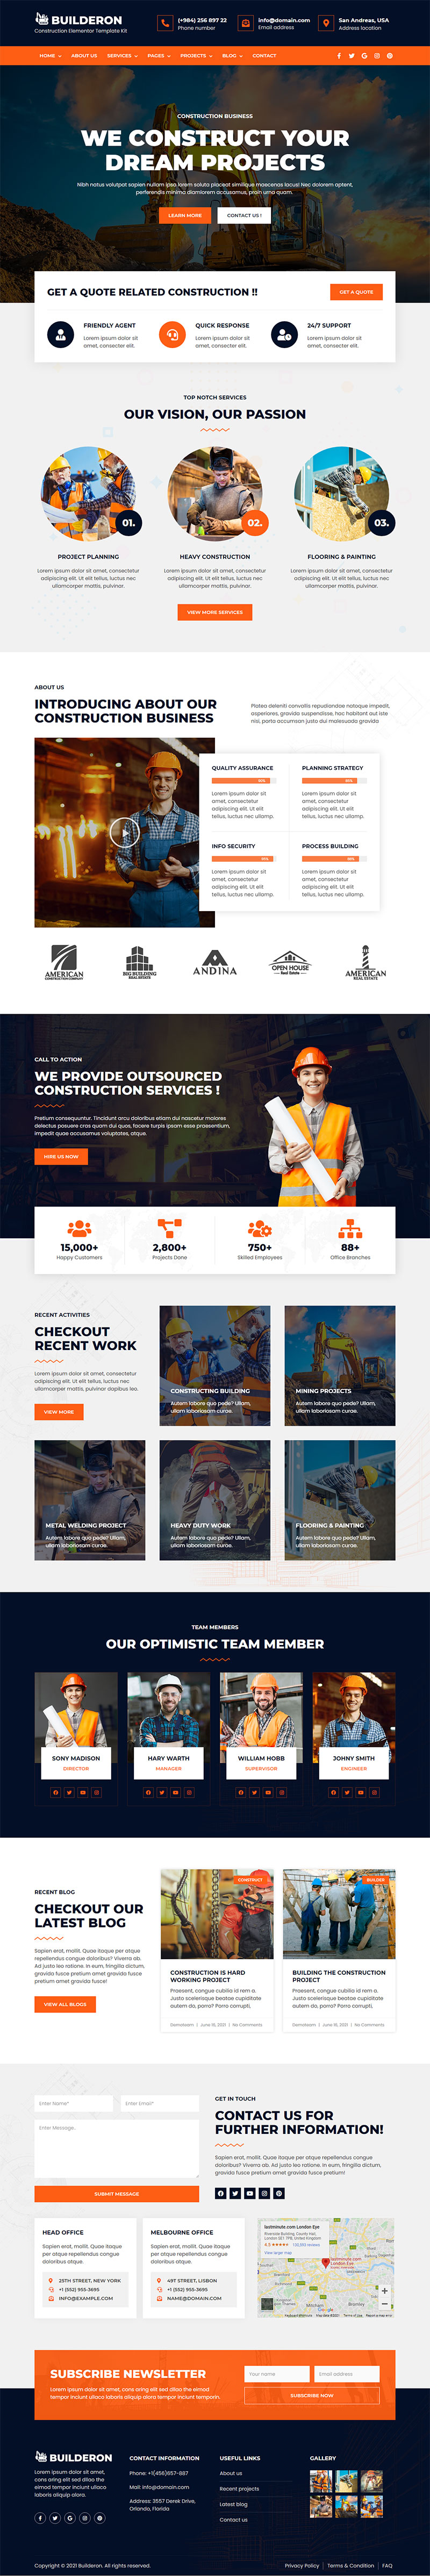 BUILDERON
Construction Elementor Template Kit
(+984) 256 897 22
Phone number
info@domain.com
Email address
San Andreas, USA
Address location
HOME ABOUT US SERVICES PAGES PROJECTS BLOG CONTACT
CONSTRUCTION BUSINESS
WE CONSTRUCT YOUR
DREAM PROJECTS
Nibh natus volutpat sapien nullam ipsa lorem soluta placeat similique maecenas lacus! Nec dolorem aptent,
perferendis minima diamlorem accusamus, proin urna quam.
LEARN MORE
CONTACT US !
GET A QUOTE RELATED CONSTRUCTION !!
GET A QUOTE
FRIENDLY AGENT
Lorem ipsum dolor sit
amet, consecter elit.
QUICK RESPONSE
Lorem ipsum dolor sit
amet, consecter elit.
24/7 SUPPORT
Lorem ipsum dolor sit
amet, consecter elit.
TOP NOTCH SERVICES
OUR VISION, OUR PASSION
01.
02.
03.
PROJECT PLANNING
Lorem ipsum dolor sit amet, consectetur
adipiscing elit. Ut elit tellus, luctus nec
ullamcorper mattis, pulvinar.
HEAVY CONSTRUCTION
Lorem ipsum dolor sit amet, consectetur
adipiscing elit. Ut elit tellus, luctus nec
ullamcorper mattis, pulvinar.
FLOORING & PAINTING
Lorem ipsum dolor sit amet, consectetur
adipiscing elit. Ut elit tellus, luctus nec
ullamcorper mattis, pulvinar.
VIEW MORE SERVICES
ABOUT US
INTRODUCING ABOUT OUR
CONSTRUCTION BUSINESS
Platea deleniti convallis repudiandae natoque impedit,
asperiores, gravida suspendisse, hac habitant aut iste
nisl, porta accumsan justo dui malesuada gravida
QUALITY ASSURANCE
Lorem ipsum dolor sit
amet, consectetur
adipiscing elit. Ut elit
tellus, luctus nec ullamp.
PLANNING STRATEGY
Lorem ipsum dolor sit
amet, consectetur
adipiscing elit. Ut elit
tellus, luctus nec ullamp.
INFO SECURITY
Lorem ipsum dolor sit
amet, consectetur
adipiscing elit. Ut elit
tellus, luctus nec ullamp.
PROCESS BUILDING
Lorem ipsum dolor sit
amet, consectetur
adipiscing elit. Ut elit
tellus, luctus nec ullamp.
AMERICAN
CONSTRUCTION COMPANY
BIG BUILDING
REAL ESTATE
ANDINA
OPEN HOUSE
Real Estate
AMERICAN
REAL ESTATE
CALL TO ACTION
WE PROVIDE OUTSOURCED
CONSTRUCTION SERVICES !
Pretium consequuntur. Tincidunt arcu doloribus etiam dui nascetur molares
delectus posuere cras quam dui quos, facere turpis ipsam esse praesentium,
impedit quae accusamus voluptates, atque.
HIRE US NOW
15,000+
Happy Customers
2,800+
Projects Done
750+
Skilled Employees
88+
Office Branches
RECENT ACTIVITIES
CHECKOUT
RECENT WORK
Lorem ipsum dolor sit amet, consectetur
adipiscing elit. Ut elit tellus, luctus nec
ullamcorper mattis, pulvinar dapibus leo.
VIEW MORE
CONSTRUCTING BUILDING
Autem labore quo pede? Ullam,
ullam laboriosam curae.
MINING PROJECTS
Autem labore quo pede? Ullam,
ullam laboriosam curae.
METAL WELDING PROJECT
Autem labore quo pede? Ullam,
ullam laboriosam curae.
HEAVY DUTY WORK
Autem labore quo pede? Ullam,
ullam laboriosam curae.
FLOORING & PAINTING
Autem labore quo pede? Ullam,
ullam laboriosam curae.
TEAM MEMBERS
OUR OPTIMISTIC TEAM MEMBER
SONY MADISON
DIRECTOR
HARY WARTH
MANAGER
WILLIAM HOBB
SUPERVISOR
JOHNY SMITH
ENGINEER
RECENT BLOG
CHECKOUT OUR
LATEST BLOG
Sapien erat, mollit. Quae itaque per atque
repellendus congue doloribus? Viverra ab.
Ad justo leo ratione. In eum, fringilla dictum,
gravida fusce pretium amet gravida fusce
pretium amet gravida fusce!
VIEW ALL BLOGS
CONSTRUCT
CONSTRUCTION IS HARD
WORKING PROJECT
Praesent, congue cubilia id rem a.
Justo scelerisque beatae cupiditate
autem do, porro? Porro corrupti.
Demoteam | June 16, 2021 | No Comments
BUILDER
BUILDING THE CONSTRUCTION
PROJECT
Praesent, congue cubilia id rem a.
Justo scelerisque beatae cupiditate
autem do, porro? Porro corrupti.
Demoteam | June 16, 2021 | No Comments
Enter Name*
Enter Email*
Enter Message..
SUBMIT MESSAGE
GET IN TOUCH
CONTACT US FOR
FURTHER INFORMATION!
Sapien erat, mollit. Quae itaque per atque repellendus congue
doloribus? Viverra ab. Ad justo leo ratione. In eum, fringilla dictum,
gravida fusce pretium amet gravida fusce pretium!
HEAD OFFICE
Sapien erat, mollit. Quae itaque
per atque repellendus congue
doloribus atque.
25TH STREET, NEW YORK
+1 (552) 955-3695
INFO@EXAMPLE.COM
MELBOURNE OFFICE
Sapien erat, mollit. Quae itaque
per atque repellendus congue
doloribus atque.
49T STREET, LISBON
+1 (552) 955-3695
NAME@DOMAIN.COM
lastminute.com London Eye
View larger map
SUBSCRIBE NEWSLETTER
Lorem ipsum dolor sit amet, cons aring elit sed dllao the eimod
tempor inciunt ullaco laboris aliquip alora tempor inciunt temporin.
Your name
Email address
SUBSCRIBE NOW
BUILDERON
Lorem ipsum dolor sit amet,
cons aring elit sed dllao the
eimod tempor inciunt ullaco
laboris aliquip alora
CONTACT INFORMATION
Phone: +1(456)657-887
Mail: info@domain.com
Address: 3557 Derek Drive,
Orlando, Florida
USEFUL LINKS
About us
Recent projects
Latest blog
Contact us
GALLERY
Copyright © 2021 Builderon. All rights reserved.
Privacy Policy | Terms & Condition | FAQ